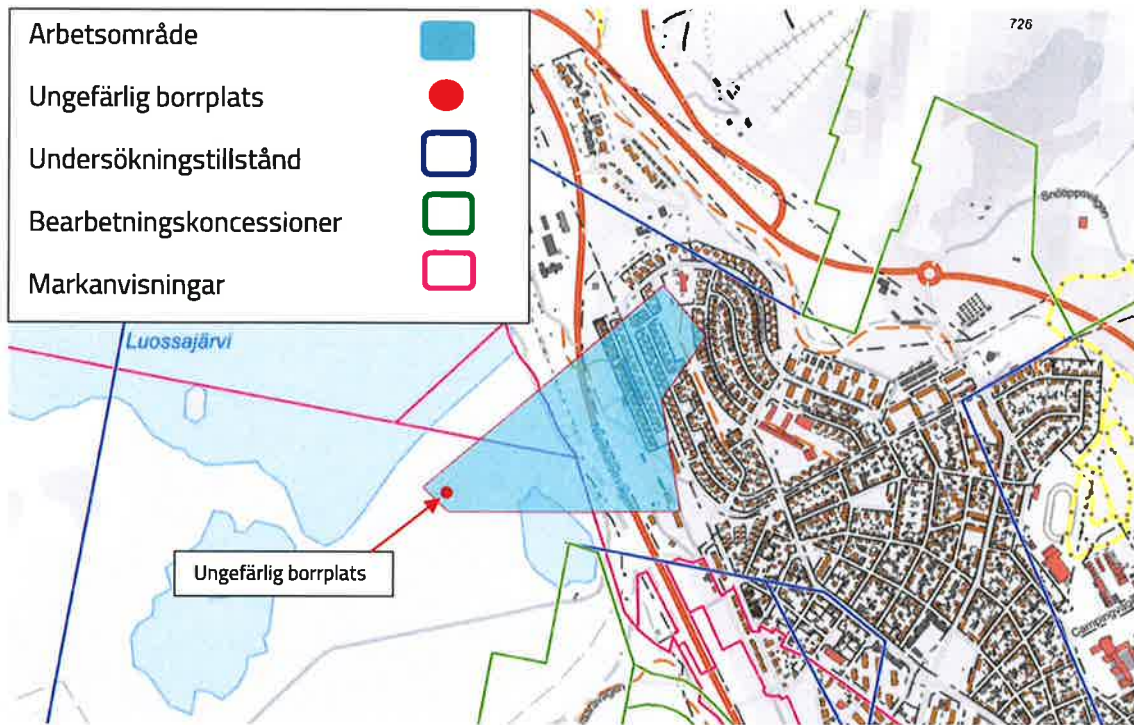 Arbetsområde
Ungefärlig borrplats
Undersökningstillstånd
Bearbetningskoncessioner
Markanvisningar
726
Luossajärvi
Ungefärlig borrplats